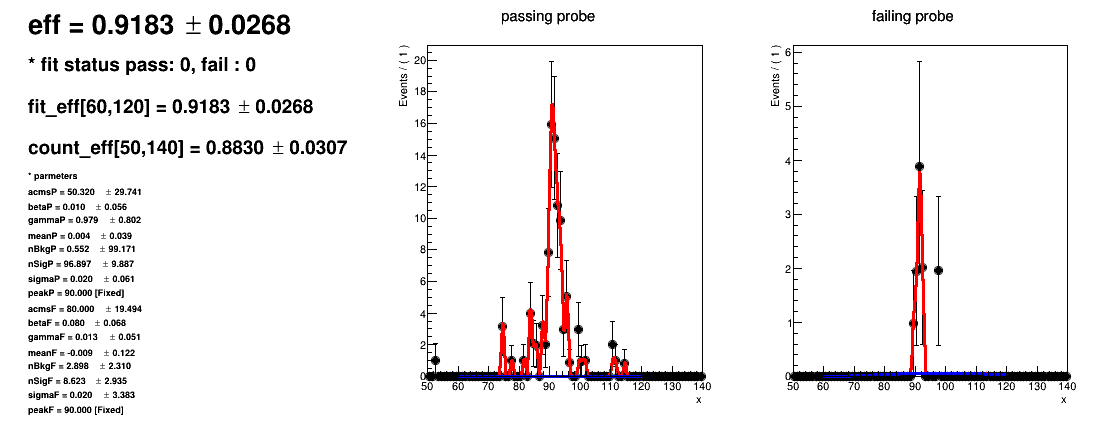 eff = 0.9183 ± 0.0268
* fit status pass: 0, fail : 0
fit_eff[60,120] = 0.9183 ± 0.0268
count_eff[50,140] = 0.8830 ± 0.0307
* parmeters
acmsP = 50.320 ± 29.741
betaP = 0.010 ± 0.056
gammaP = 0.979 ± 0.802
meanP = 0.004 ± 0.039
nBkgP = 0.552 ± 99.171
nSigP = 96.897 ± 9.887
sigmaP = 0.020 ± 0.061
peakP = 90.000 [Fixed]
acmsF = 80.000 ± 19.494
betaF = 0.080 ± 0.068
gammaF = 0.013 ± 0.051
meanF = -0.009 ± 0.122
nBkgF = 2.898 ± 2.310
nSigF = 8.623 ± 2.935
sigmaF = 0.020 ± 3.383
peakF = 90.000 [Fixed]
passing probe
Events / ( 1 )
20
18
16
14
12
10
8
6
4
2
0
50 60 70 80 90 100 110 120 130 140
x
failing probe
Events / ( 1 )
6
5
4
3
2
1
0
50 60 70 80 90 100 110 120 130 140
x